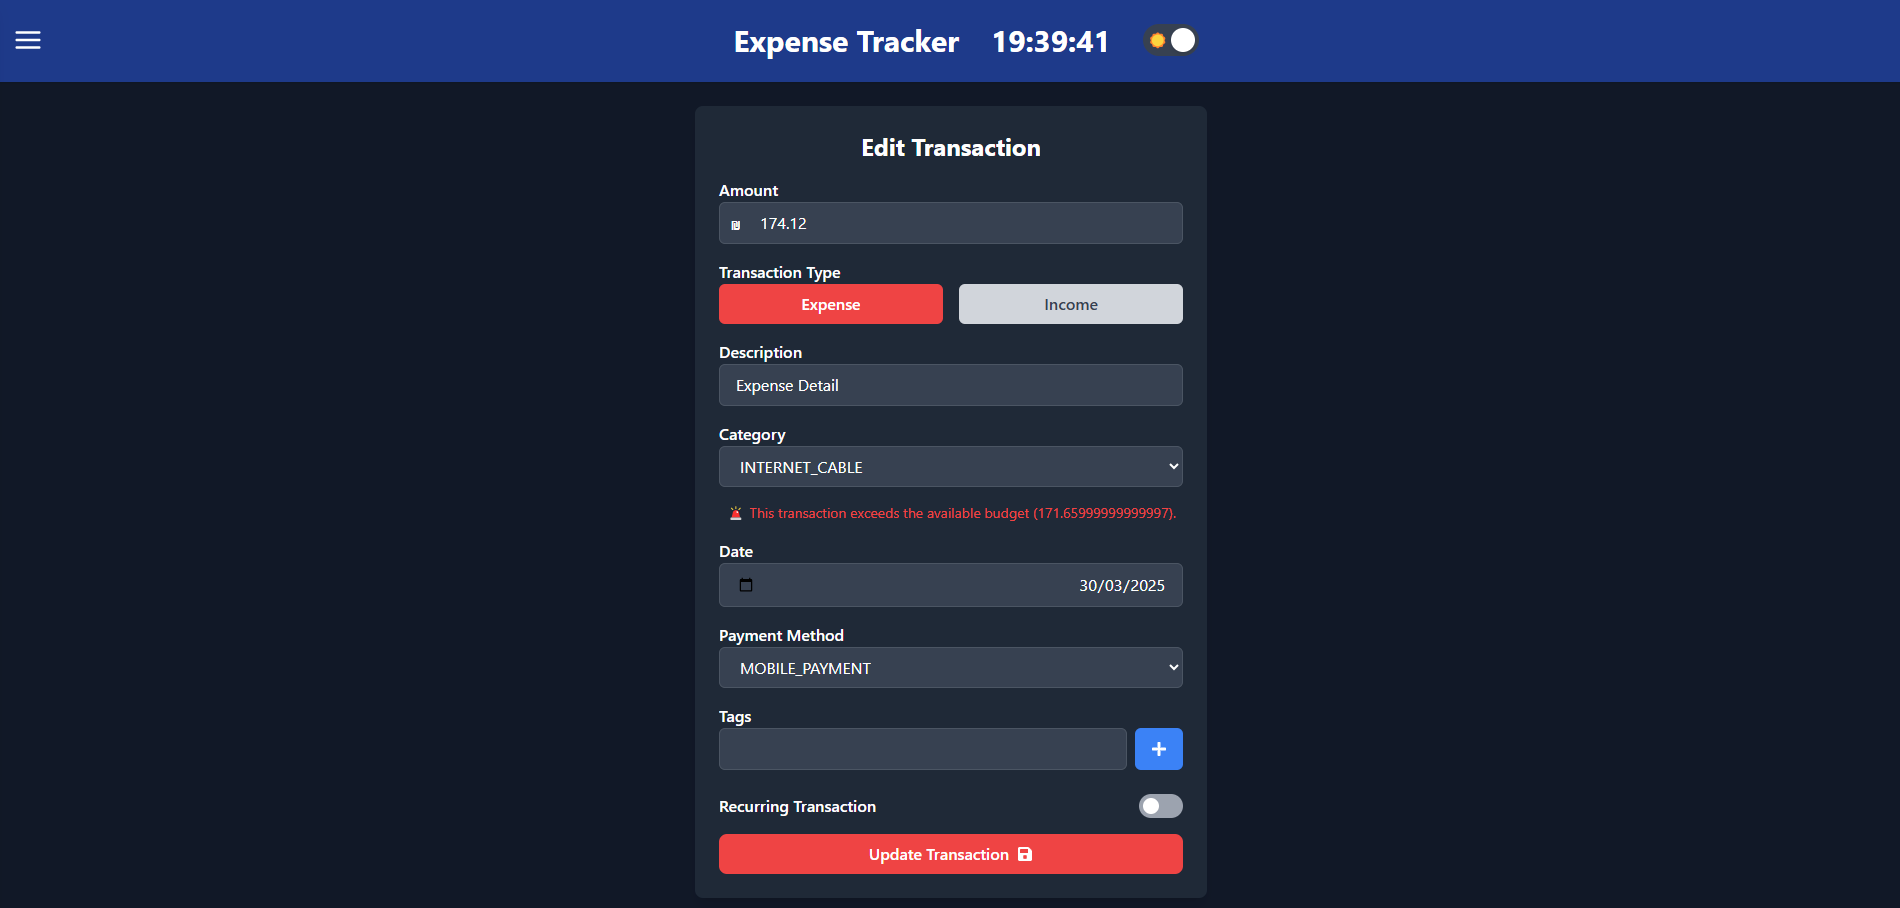 Expense Tracker 19:39:41
Edit Transaction
Amount
₪ 174.12
Transaction Type
Expense Income
Description
Expense Detail
Category
INTERNET_CABLE
This transaction exceeds the available budget (171.65999999999997).
Date
30/03/2025
Payment Method
MOBILE_PAYMENT
Tags
+
Recurring Transaction
Update Transaction